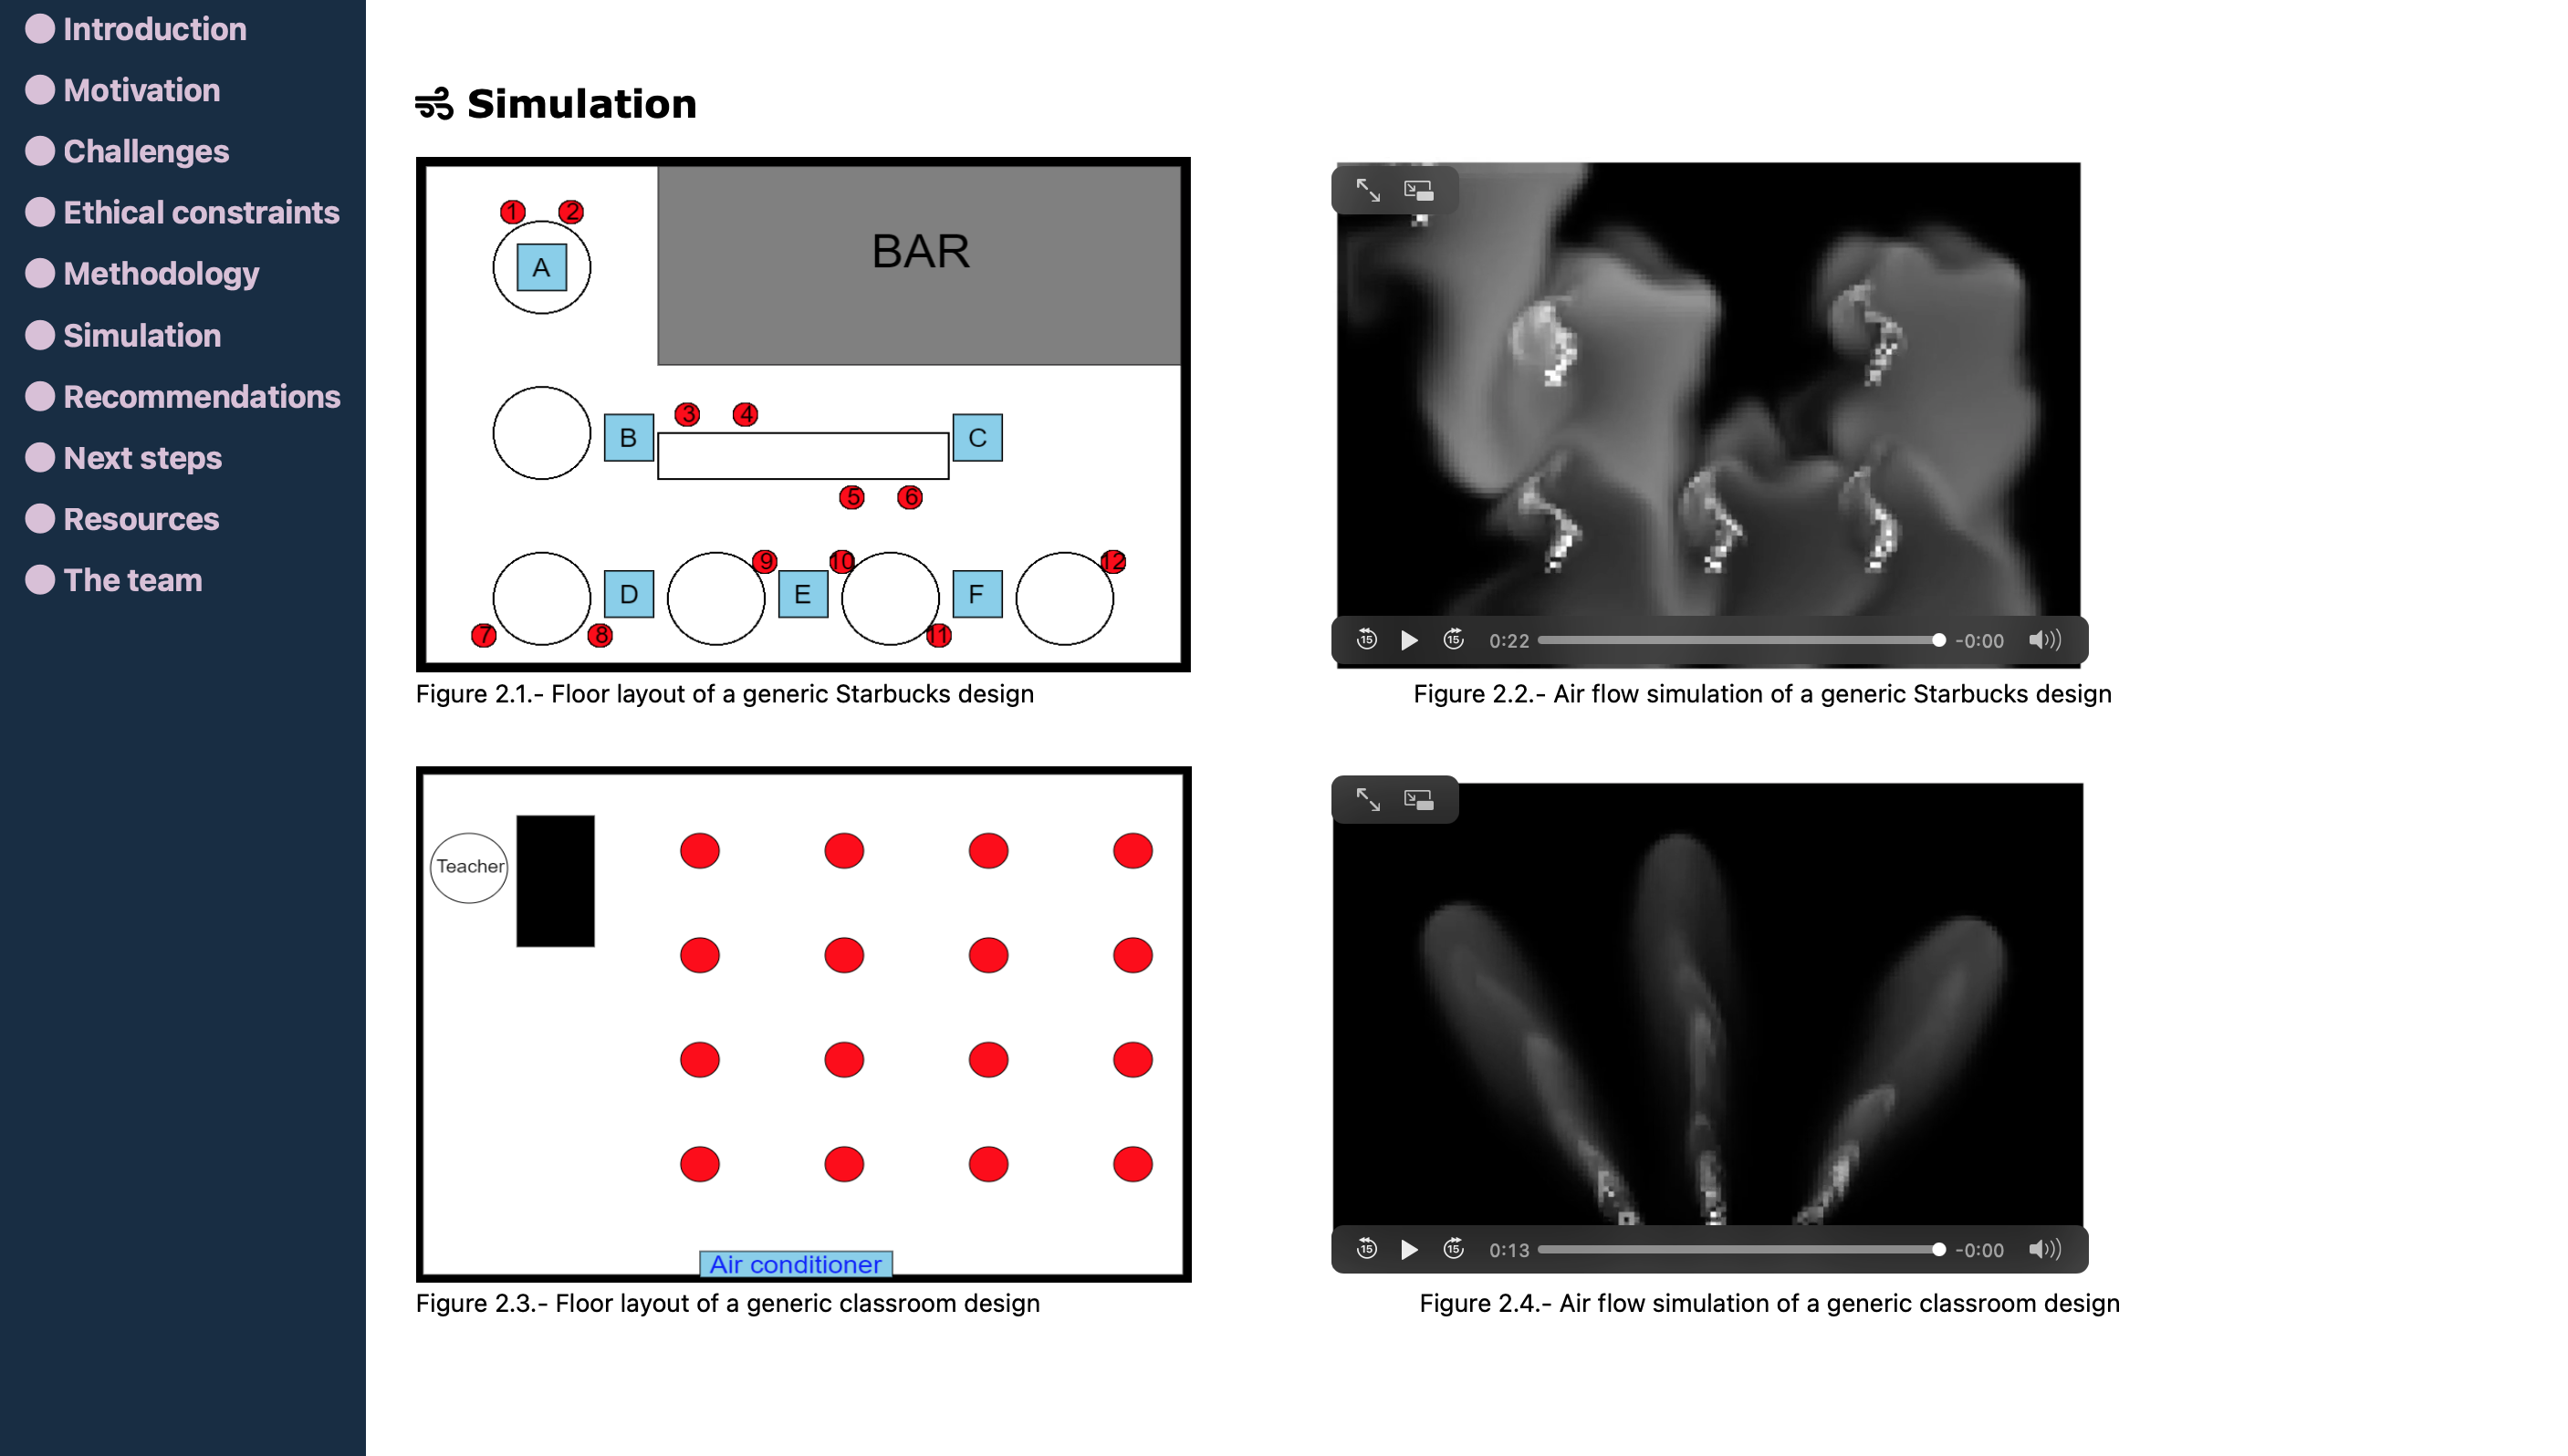 Introduction
Motivation
Challenges
Ethical constraints
Methodology
Simulation
Recommendations
Next steps
Resources
The team
Simulation
1 2
A
BAR
3 4
B C
5 6
9 10 12
D E F
7 8 11
Figure 2.1.- Floor layout of a generic Starbucks design
15 15 0:22 -0:00
Figure 2.2.- Air flow simulation of a generic Starbucks design
Teacher
Air conditioner
Figure 2.3.- Floor layout of a generic classroom design
15 15 0:13 -0:00
Figure 2.4.- Air flow simulation of a generic classroom design